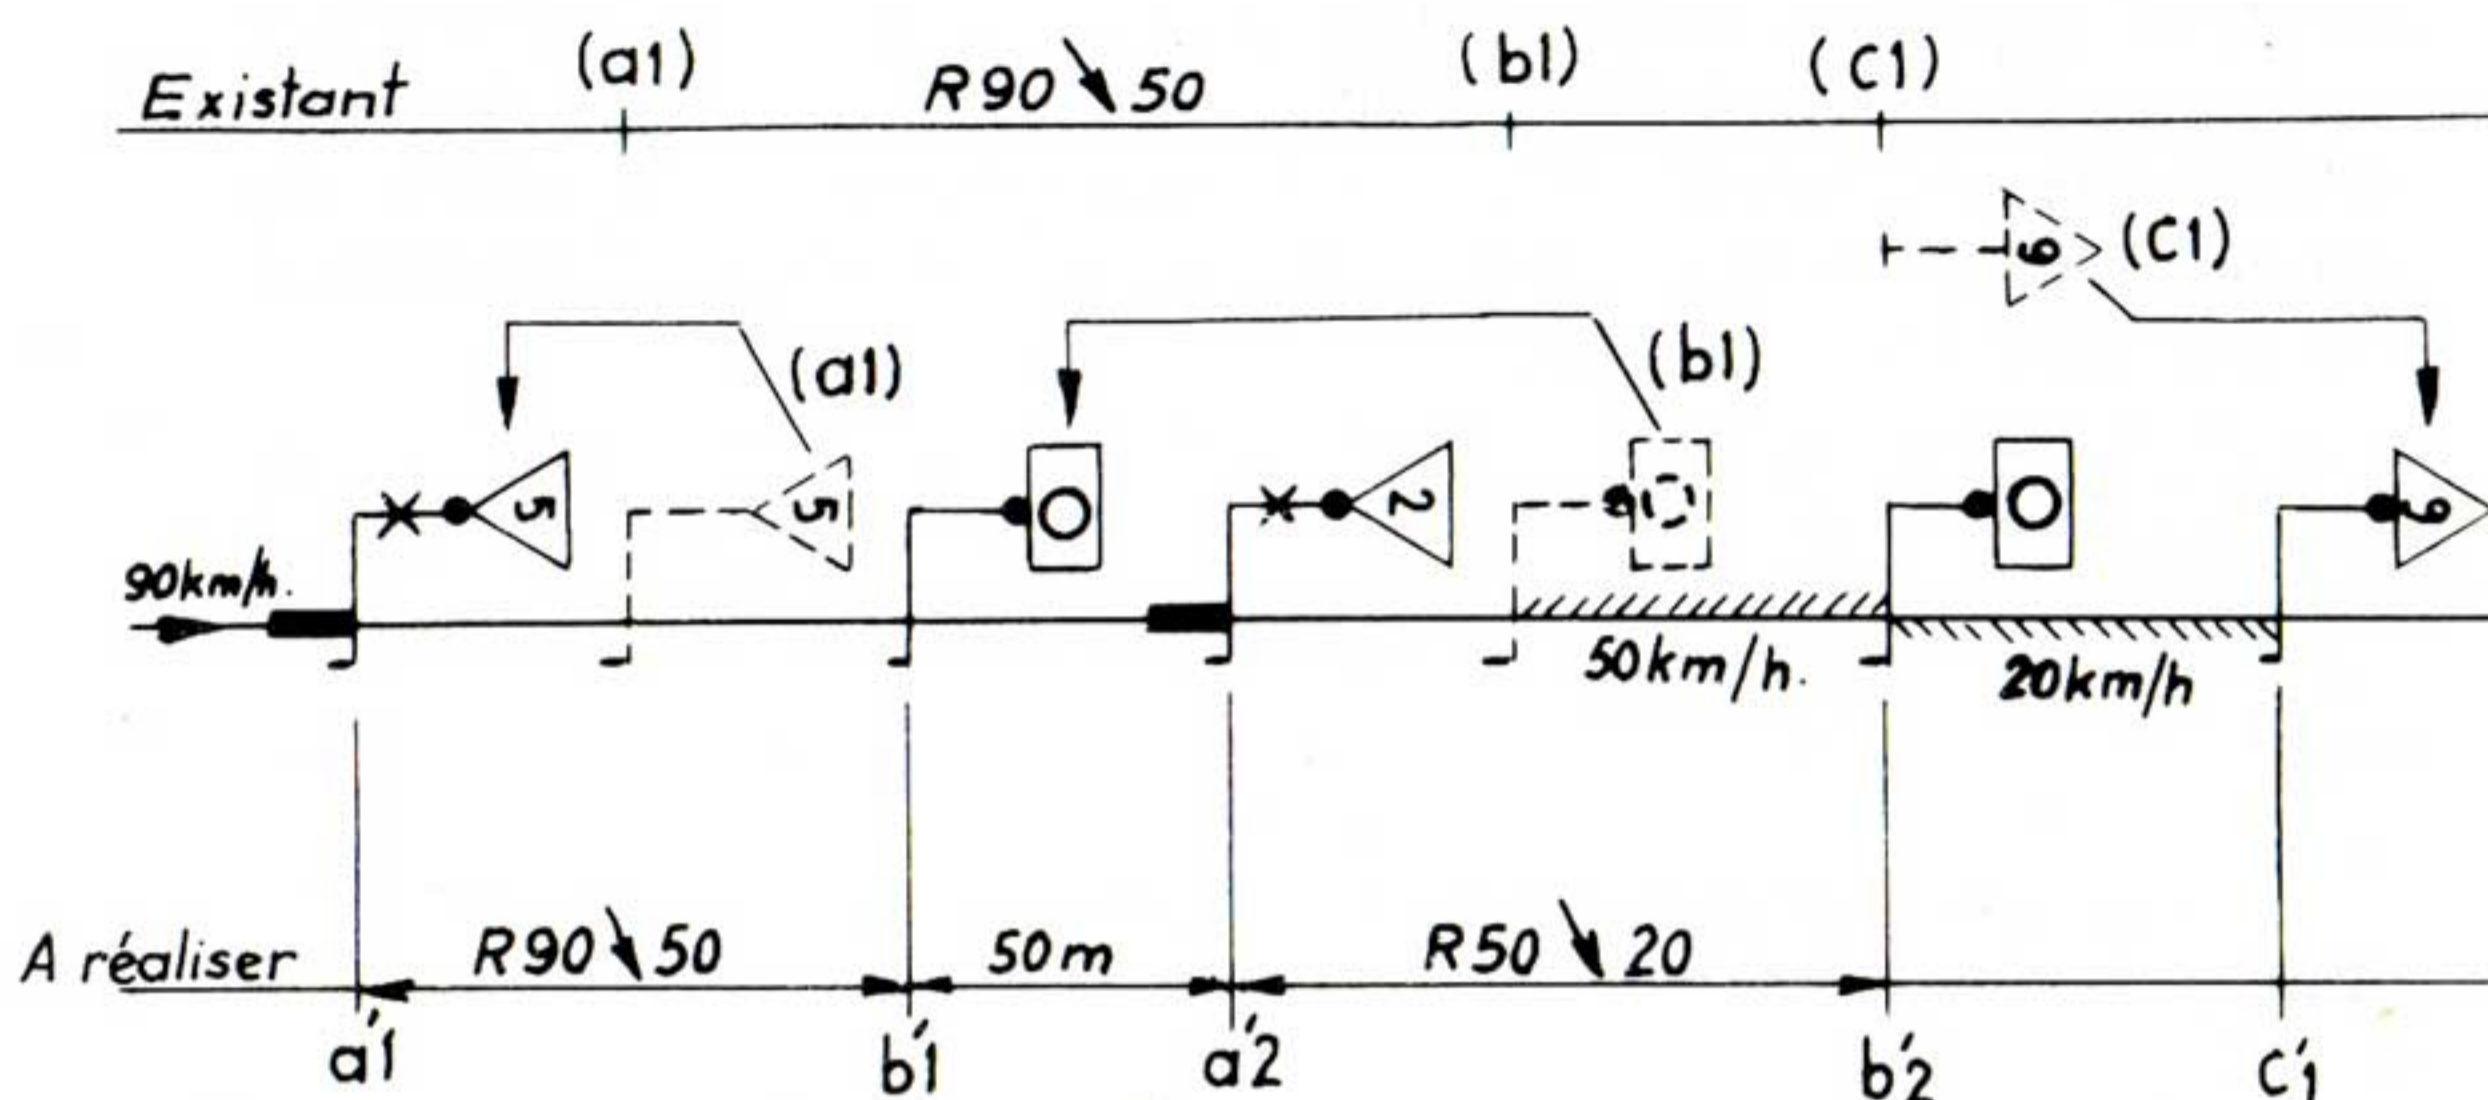 Existant (a1) R90↘50 (b1) (c1)
9 (C1)
(a1) (b1)
5 5 2 9
90km/h.
50km/h. 20km/h
A réaliser R90↘50 50m R50↘20
a'1 b'1 a'2 b'2 c'1